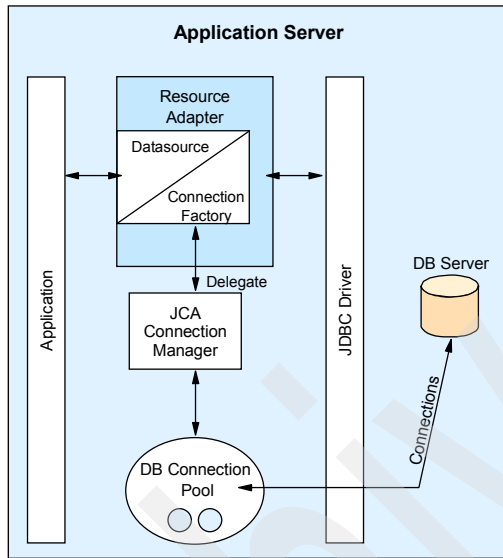 Application Server
Resource
Adapter
Datasource
Connection
Factory
Application
JDBC Driver
DB Server
Delegate
JCA
Connection
Manager
Connections
DB Connection
Pool